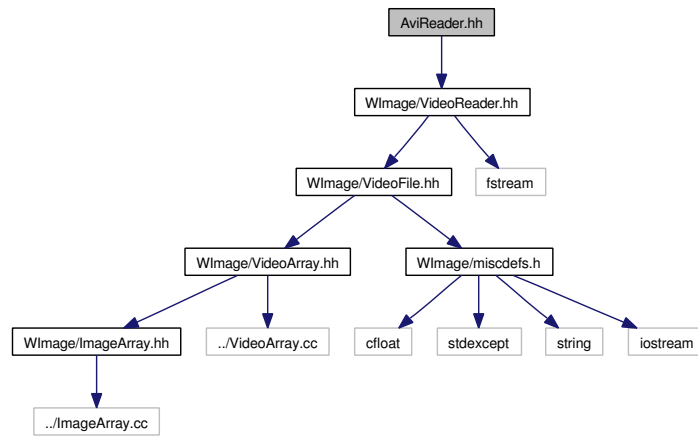 AviReader.hh
WImage/VideoReader.hh
WImage/VideoFile.hh
fstream
WImage/VideoArray.hh
WImage/miscdefs.h
WImage/ImageArray.hh
../VideoArray.cc
cfloat
stdexcept
string
iostream
../ImageArray.cc